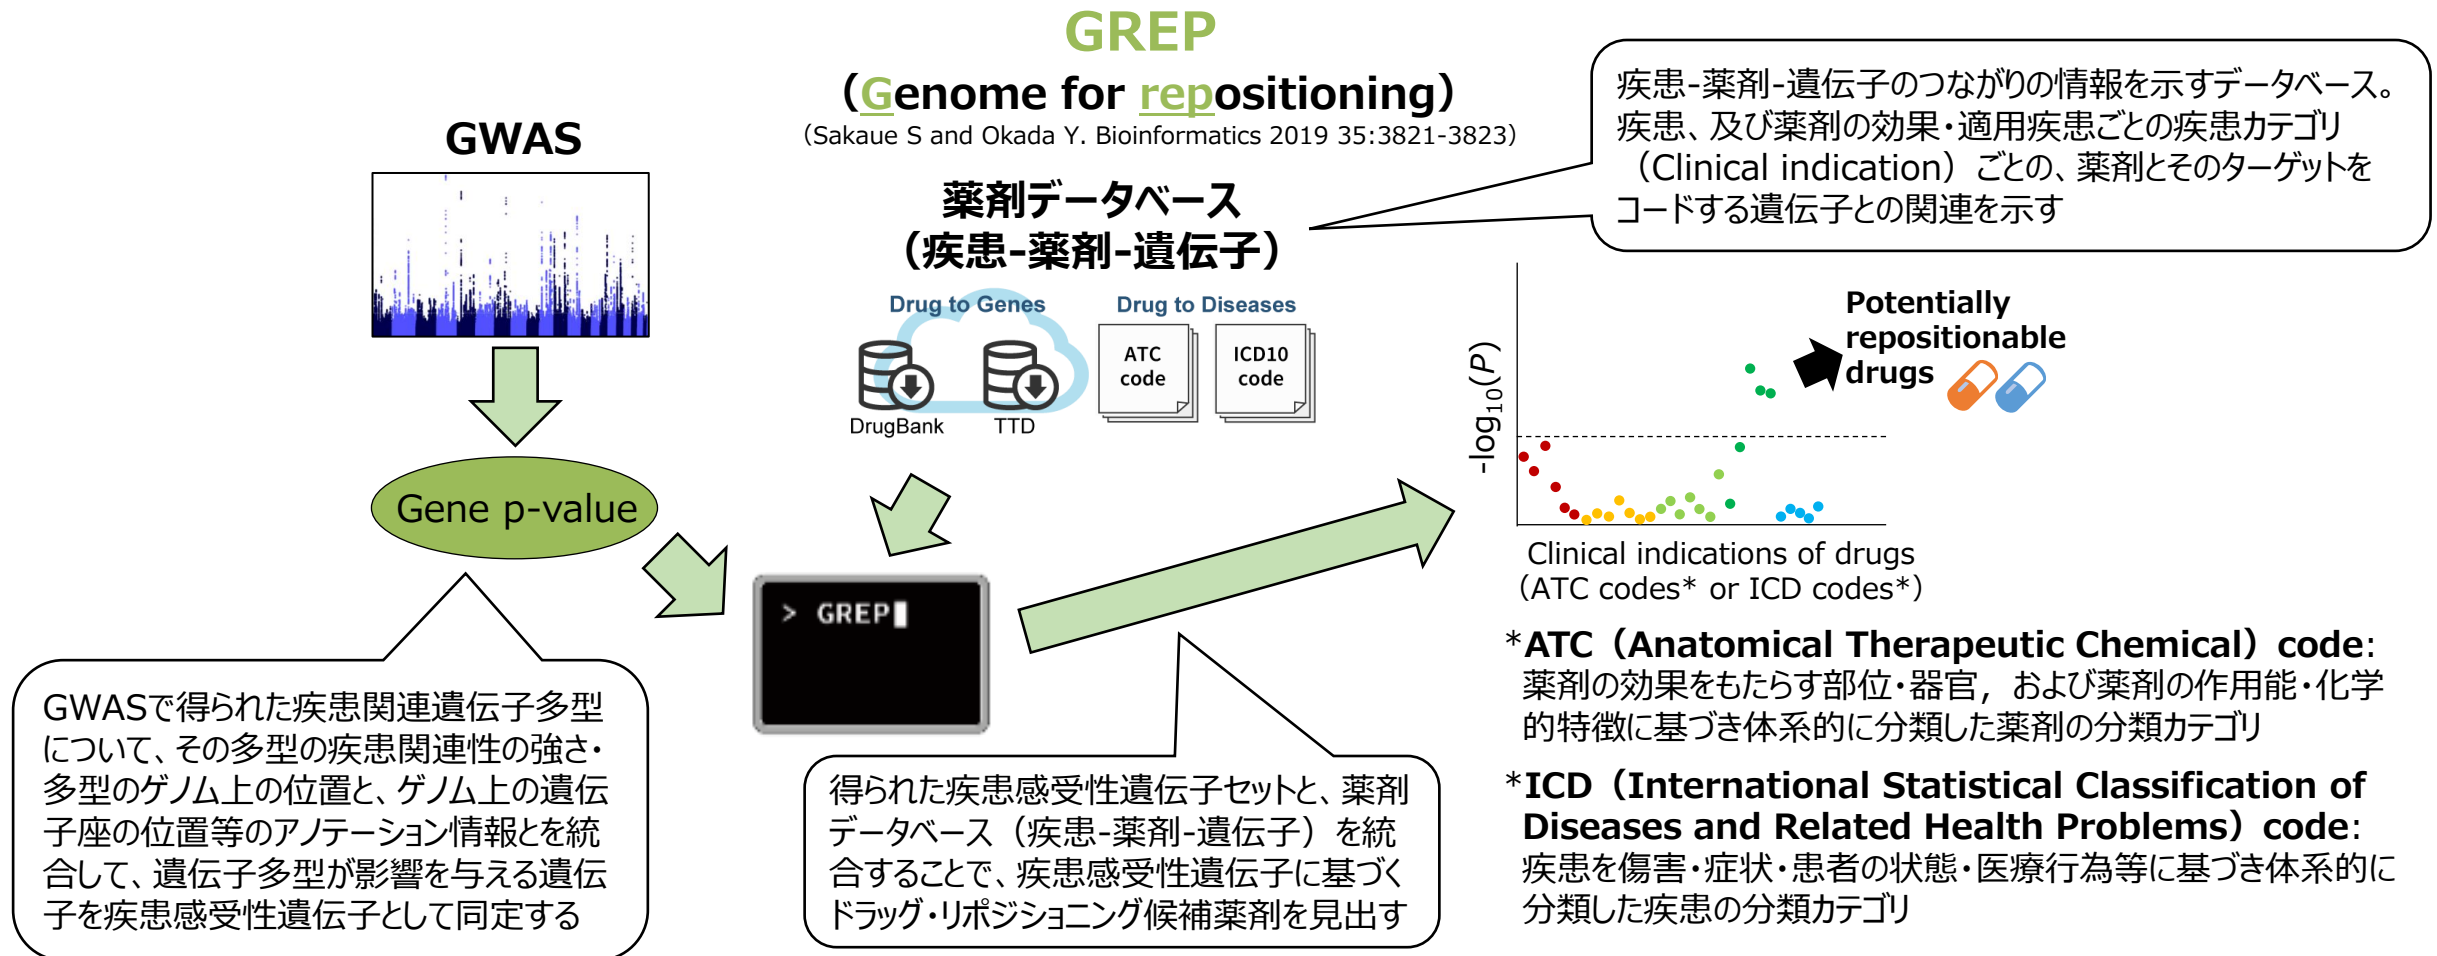 GREP
（Genome for repositioning）
（Sakaue S and Okada Y. Bioinformatics 2019 35:3821-3823）
GWAS
薬剤データベース
（疾患-薬剤-遺伝子）
疾患-薬剤-遺伝子のつながりの情報を示すデータベース。
疾患、及び薬剤の効果・適用疾患ごとの疾患カテゴリ
（Clinical indication）ごとの、薬剤とそのターゲットを
コードする遺伝子との関連を示す
Drug to Genes
Drug to Diseases
DrugBank
TTD
ATC
code
ICD10
code
Gene p-value
> GREP
-log10(P)
Potentially
repositionable
drugs
Clinical indications of drugs
（ATC codes* or ICD codes*）
GWASで得られた疾患関連遺伝子多型
について、その多型の疾患関連性の強さ・
多型のゲノム上の位置と、ゲノム上の遺伝
子座の位置等のアノテーション情報とを統
合して、遺伝子多型が影響を与える遺伝
子を疾患感受性遺伝子として同定する
得られた疾患感受性遺伝子セットと、薬剤
データベース（疾患-薬剤-遺伝子）を統
合することで、疾患感受性遺伝子に基づく
ドラッグ・リポジショニング候補薬剤を見出す
*ATC（Anatomical Therapeutic Chemical）code:
薬剤の効果をもたらす部位・器官，および薬剤の作用能・化学
的特徴に基づき体系的に分類した薬剤の分類カテゴリ
*ICD（International Statistical Classification of
Diseases and Related Health Problems）code:
疾患を傷害・症状・患者の状態・医療行為等に基づき体系的に
分類した疾患の分類カテゴリ